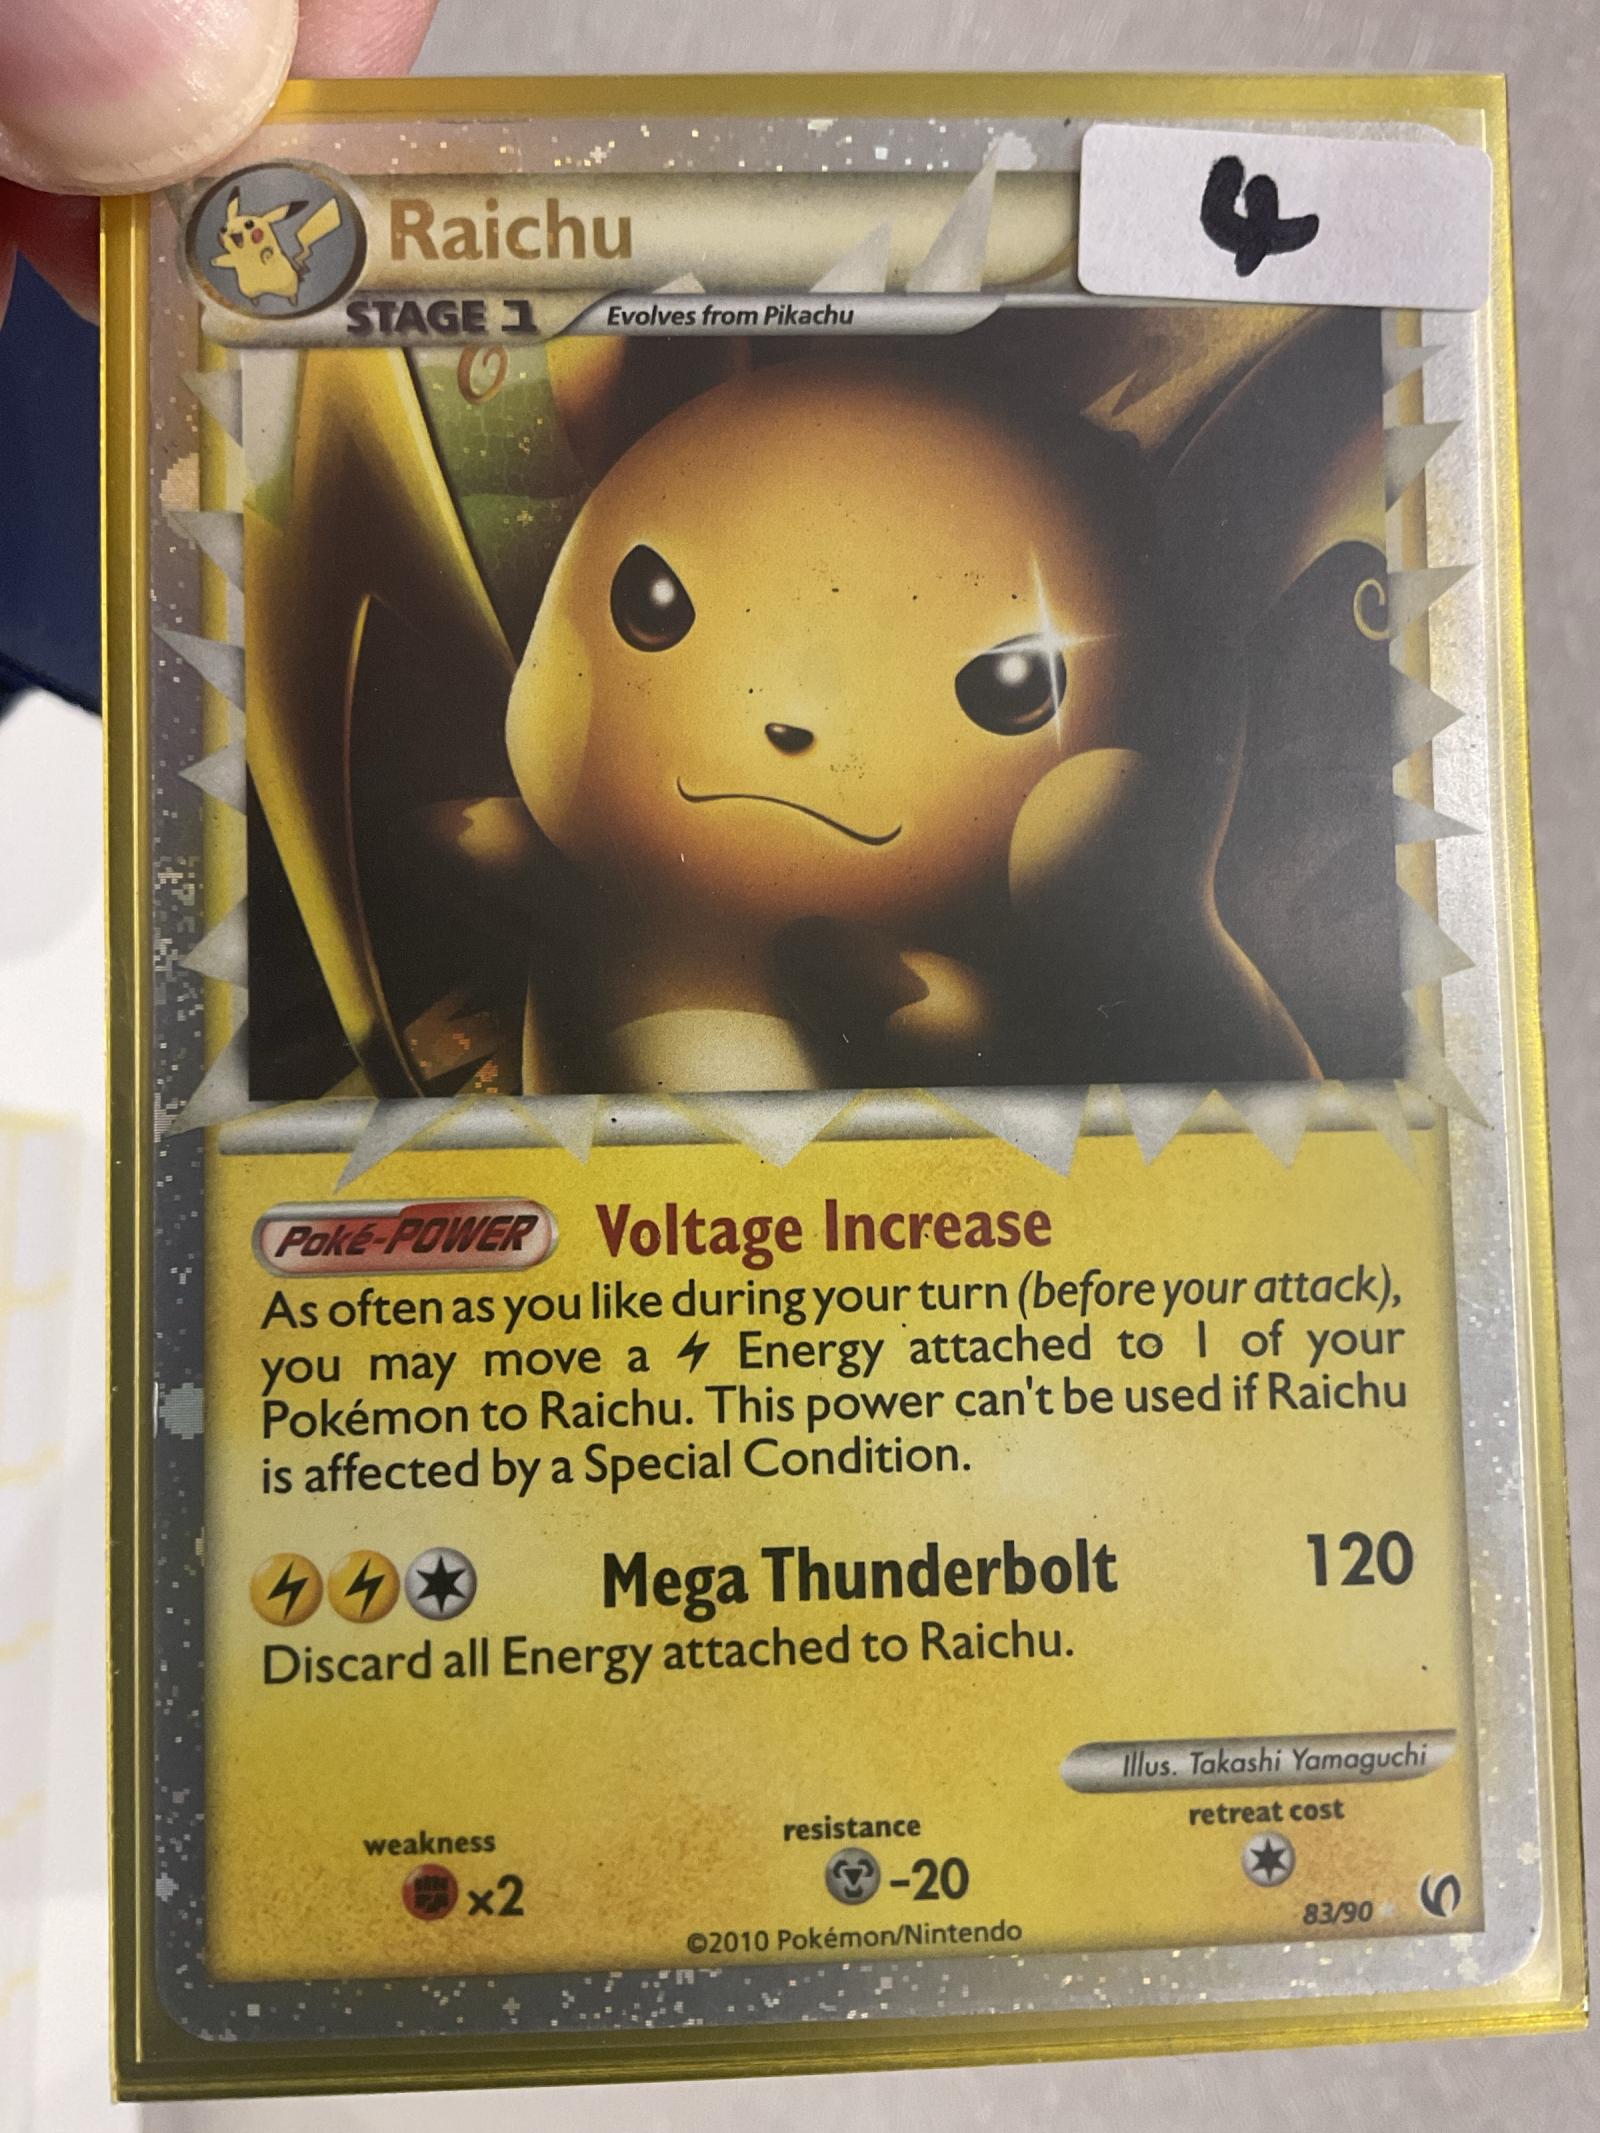 4
Raichu
STAGE 1
Evolves from Pikachu
Poké-POWER Voltage Increase
As often as you like during your turn (before your attack),
you may move a Energy attached to 1 of your
Pokémon to Raichu. This power can't be used if Raichu
is affected by a Special Condition.
Mega Thunderbolt 120
Discard all Energy attached to Raichu.
Illus. Takashi Yamaguchi
weakness
x2
resistance
-20
retreat cost
83/90
©2010 Pokémon/Nintendo